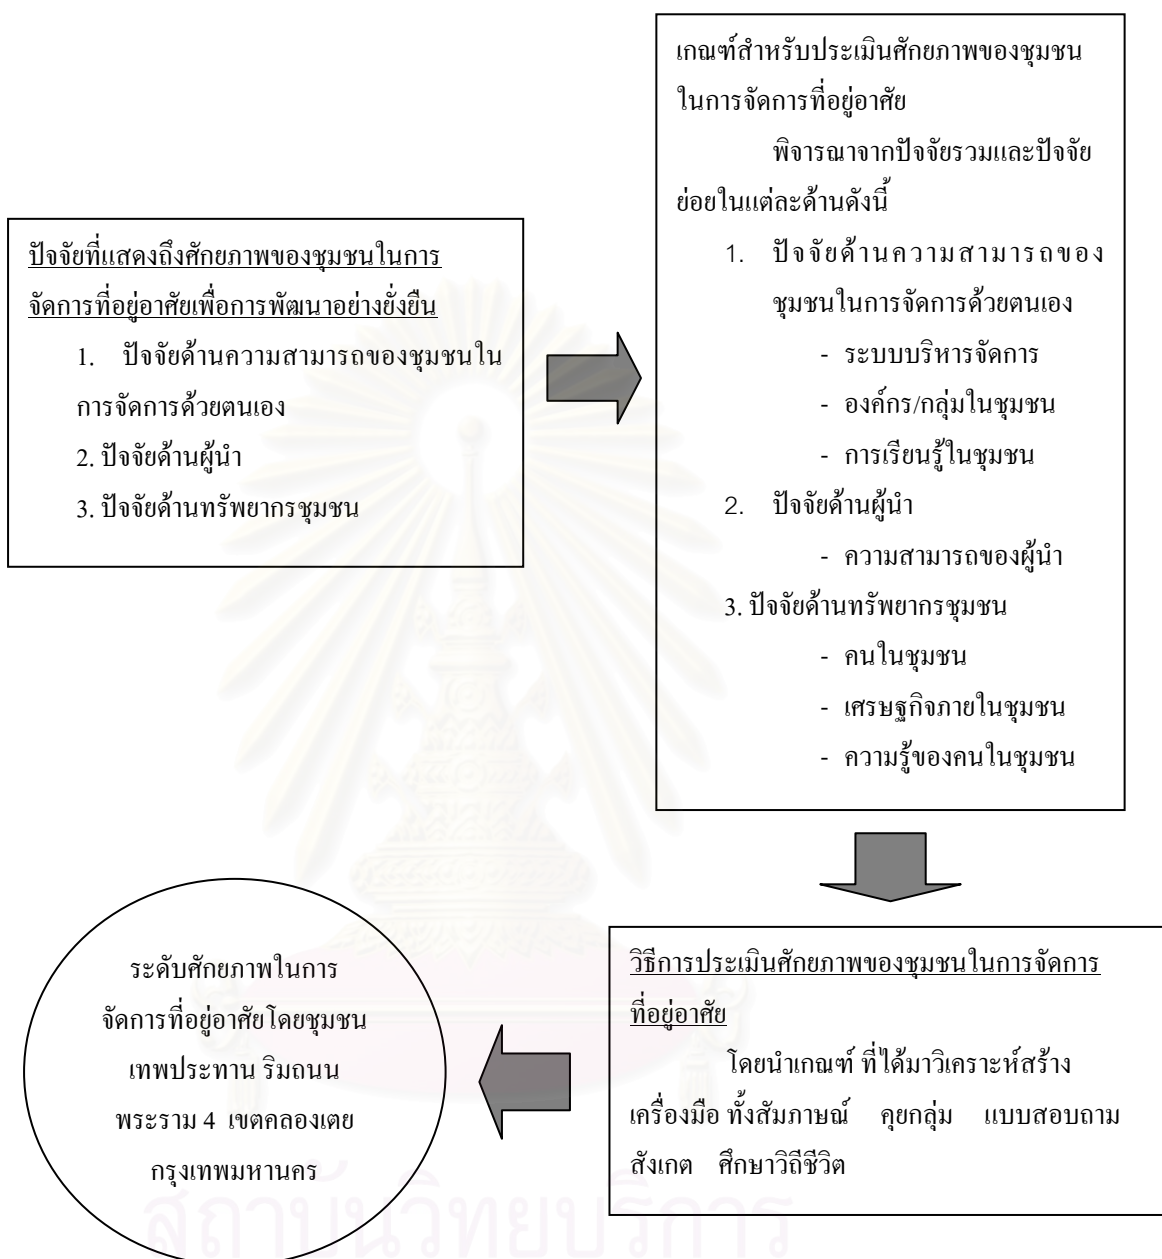 ปัจจัยที่แสดงถึงศักยภาพของชุมชนในการ
จัดการที่อยู่อาศัยเพื่อการพัฒนาอย่างยั่งยืน
1. ปัจจัยด้านความสามารถของชุมชนใน
การจัดการด้วยตนเอง
2. ปัจจัยด้านผู้นำ
3. ปัจจัยด้านทรัพยากรชุมชน
เกณฑ์สำหรับประเมินศักยภาพของชุมชน
ในการจัดการที่อยู่อาศัย
พิจารณาจากปัจจัยรวมและปัจจัย
ย่อยในแต่ละด้านดังนี้
1. ปัจจัยด้านความสามารถของ
ชุมชนในการจัดการด้วยตนเอง
- ระบบบริหารจัดการ
- องค์กร/กลุ่มในชุมชน
- การเรียนรู้ในชุมชน
2. ปัจจัยด้านผู้นำ
- ความสามารถของผู้นำ
3. ปัจจัยด้านทรัพยากรชุมชน
- คนในชุมชน
- เศรษฐกิจภายในชุมชน
- ความรู้ของคนในชุมชน
วิธีการประเมินศักยภาพของชุมชนในการจัดการ
ที่อยู่อาศัย
โดยนำเกณฑ์ ที่ได้มาวิเคราะห์สร้าง
เครื่องมือ ทั้งสัมภาษณ์ คุยกลุ่ม แบบสอบถาม
สังเกต ศึกษาวิถีชีวิต
ระดับศักยภาพในการ
จัดการที่อยู่อาศัยโดยชุมชน
เทพประทาน ริมถนน
พระราม 4 เขตคลองเตย
กรุงเทพมหานคร
สถาบันวิทยบริการ